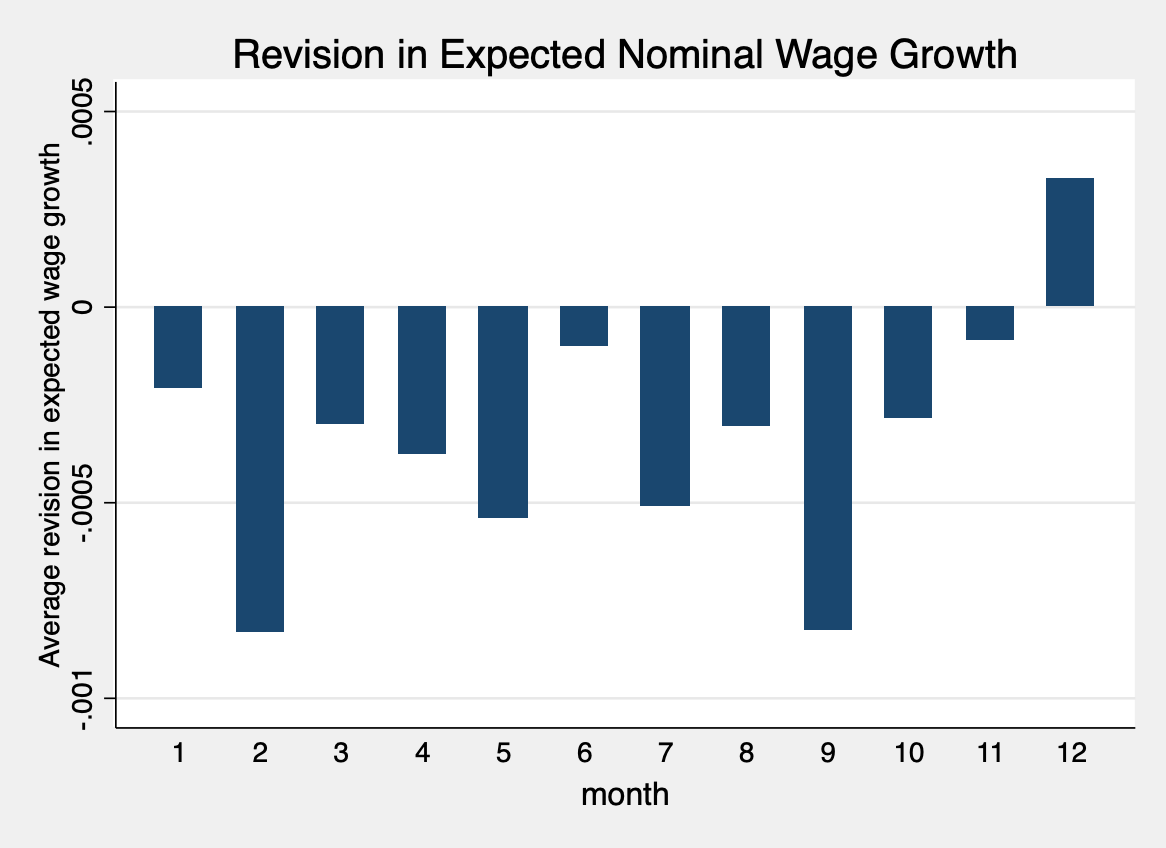 Revision in Expected Nominal Wage Growth
Average revision in expected wage growth
.0005
0
-.0005
-.001
1 2 3 4 5 6 7 8 9 10 11 12
month